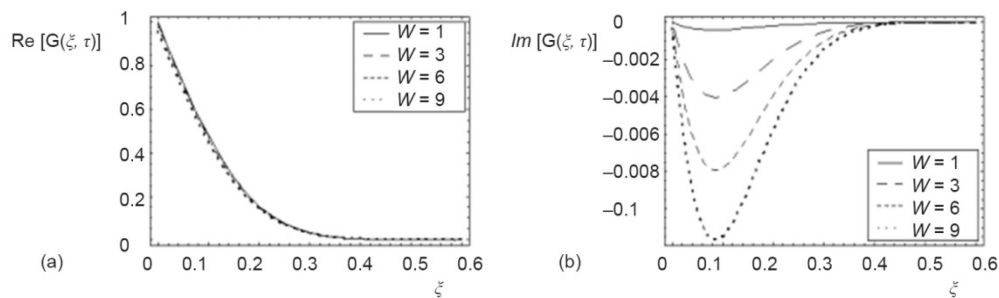 Re [G(ξ, τ)]
1
0.8
0.6
0.4
0.2
0
W = 1
W = 3
W = 6
W = 9
0 0.1 0.2 0.3 0.4 0.5 0.6
(a)
ξ
Im [G(ξ, τ)]
0
−0.002
−0.004
−0.006
−0.008
−0.1
W = 1
W = 3
W = 6
W = 9
0 0.1 0.2 0.3 0.4 0.5 0.6
(b)
ξ